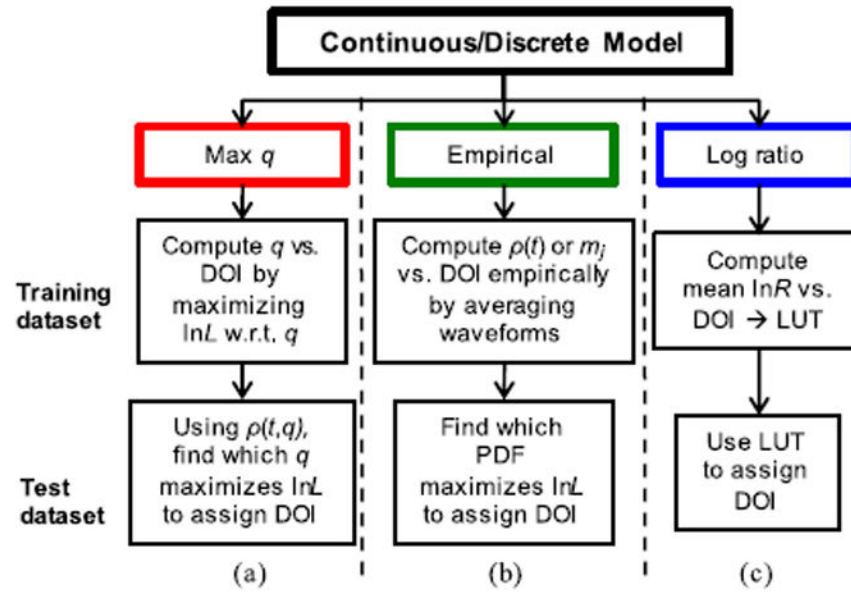 Continuous/Discrete Model
Max q
Empirical
Log ratio
Training
dataset
Compute q vs.
DOI by
maximizing
lnL w.r.t, q
Compute ρ(t) or mj
vs. DOI empirically
by averaging
waveforms
Compute
mean lnR vs.
DOI → LUT
Test
dataset
Using ρ(t,q),
find which q
maximizes lnL
to assign DOI
Find which
PDF
maximizes lnL
to assign DOI
Use LUT
to assign
DOI
(a)
(b)
(c)